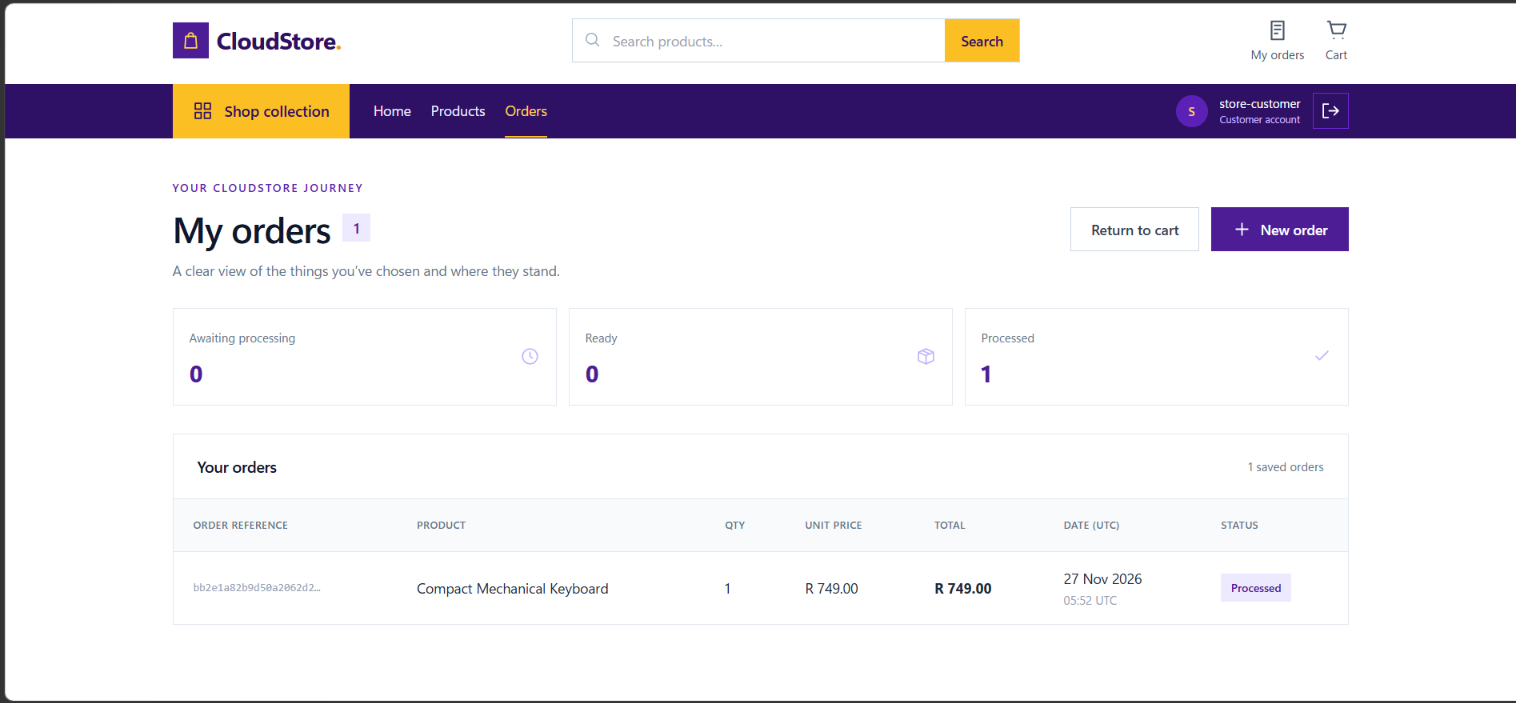 CloudStore.
Search products...
Search
My orders
Cart
Shop collection
Home
Products
Orders
S
store-customer
Customer account
YOUR CLOUDSTORE JOURNEY
My orders 1
A clear view of the things you've chosen and where they stand.
Return to cart
+ New order
Awaiting processing
0
Ready
0
Processed
1
Your orders
1 saved orders
ORDER REFERENCE PRODUCT QTY UNIT PRICE TOTAL DATE (UTC) STATUS
bb2e1a82b9d50a2062d2… Compact Mechanical Keyboard 1 R 749.00 R 749.00 27 Nov 2026 Processed
05:52 UTC